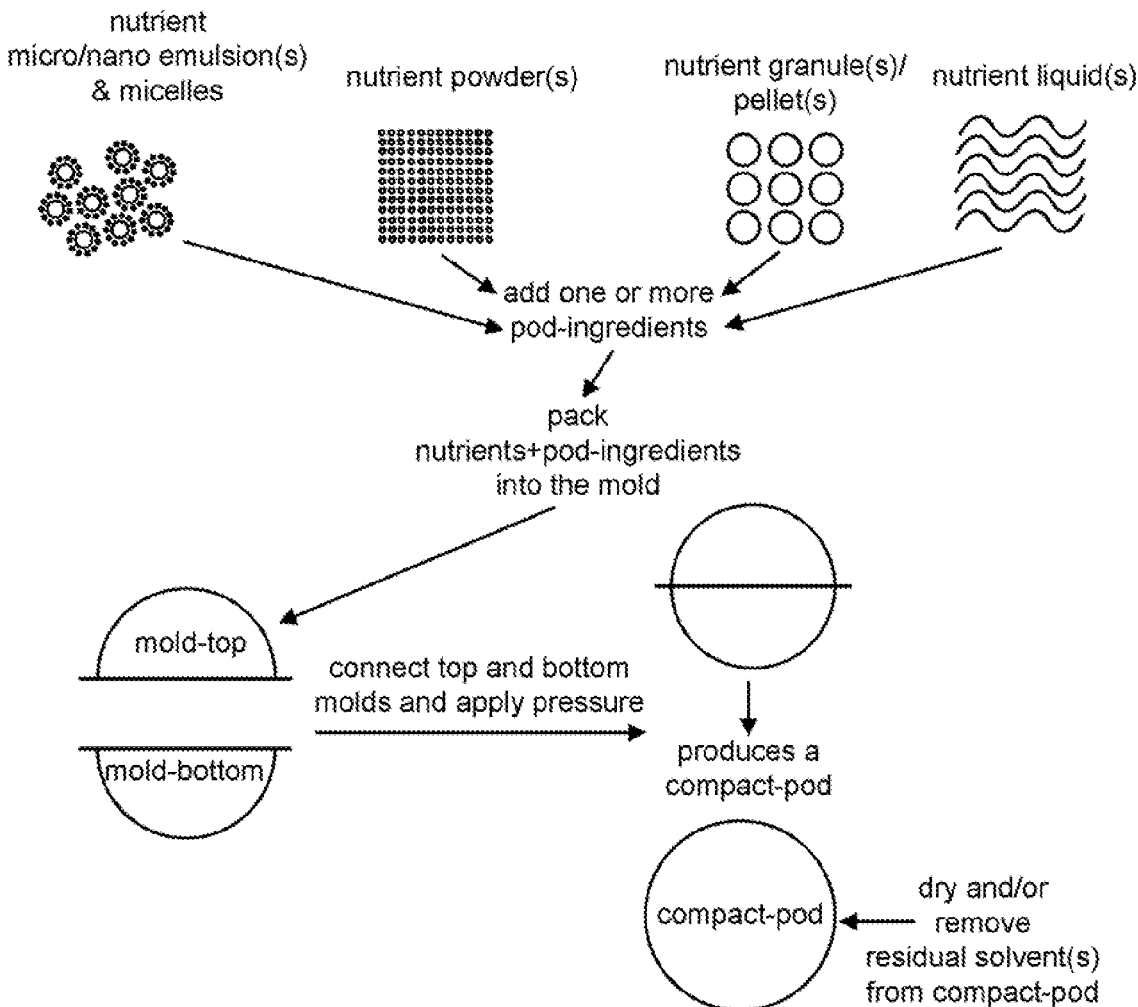 nutrient
micro/nano emulsion(s)
& micelles
nutrient powder(s)
nutrient granule(s)/
pellet(s)
nutrient liquid(s)
add one or more
pod-ingredients
pack
nutrients+pod-ingredients
into the mold
mold-top
connect top and bottom
molds and apply pressure
mold-bottom
produces a
compact-pod
compact-pod
dry and/or
remove
residual solvent(s)
from compact-pod